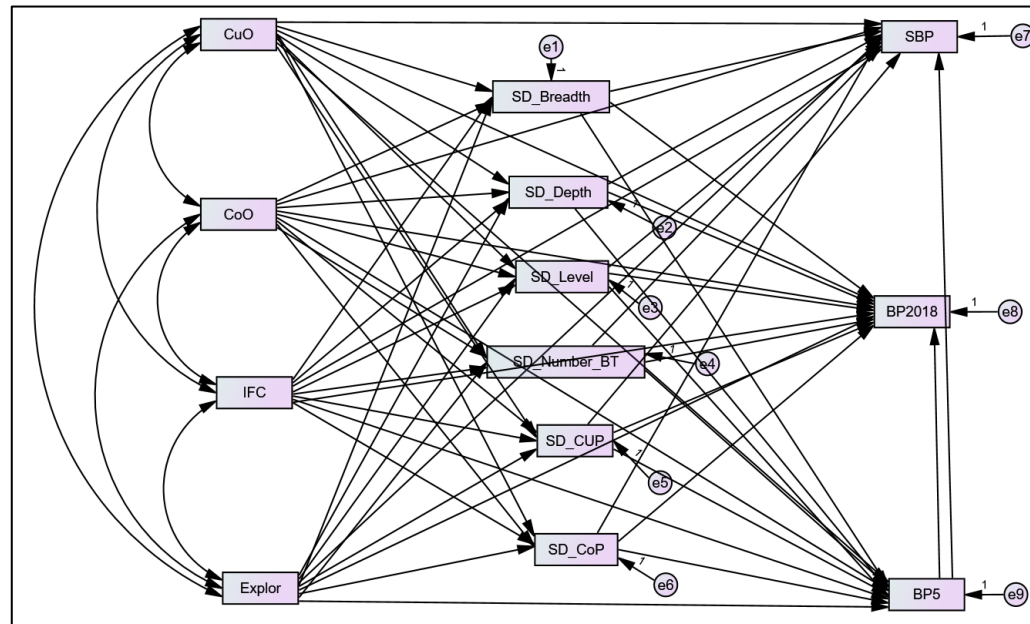 CuO
SBP
1
e7
e1
1
SD_Breadth
SD_Depth
1
e2
CoO
SD_Level
1
e3
BP2018
1
e8
SD_Number_BT
1
e4
IFC
SD_CUP
1
e5
SD_CoP
1
e6
Explor
BP5
1
e9